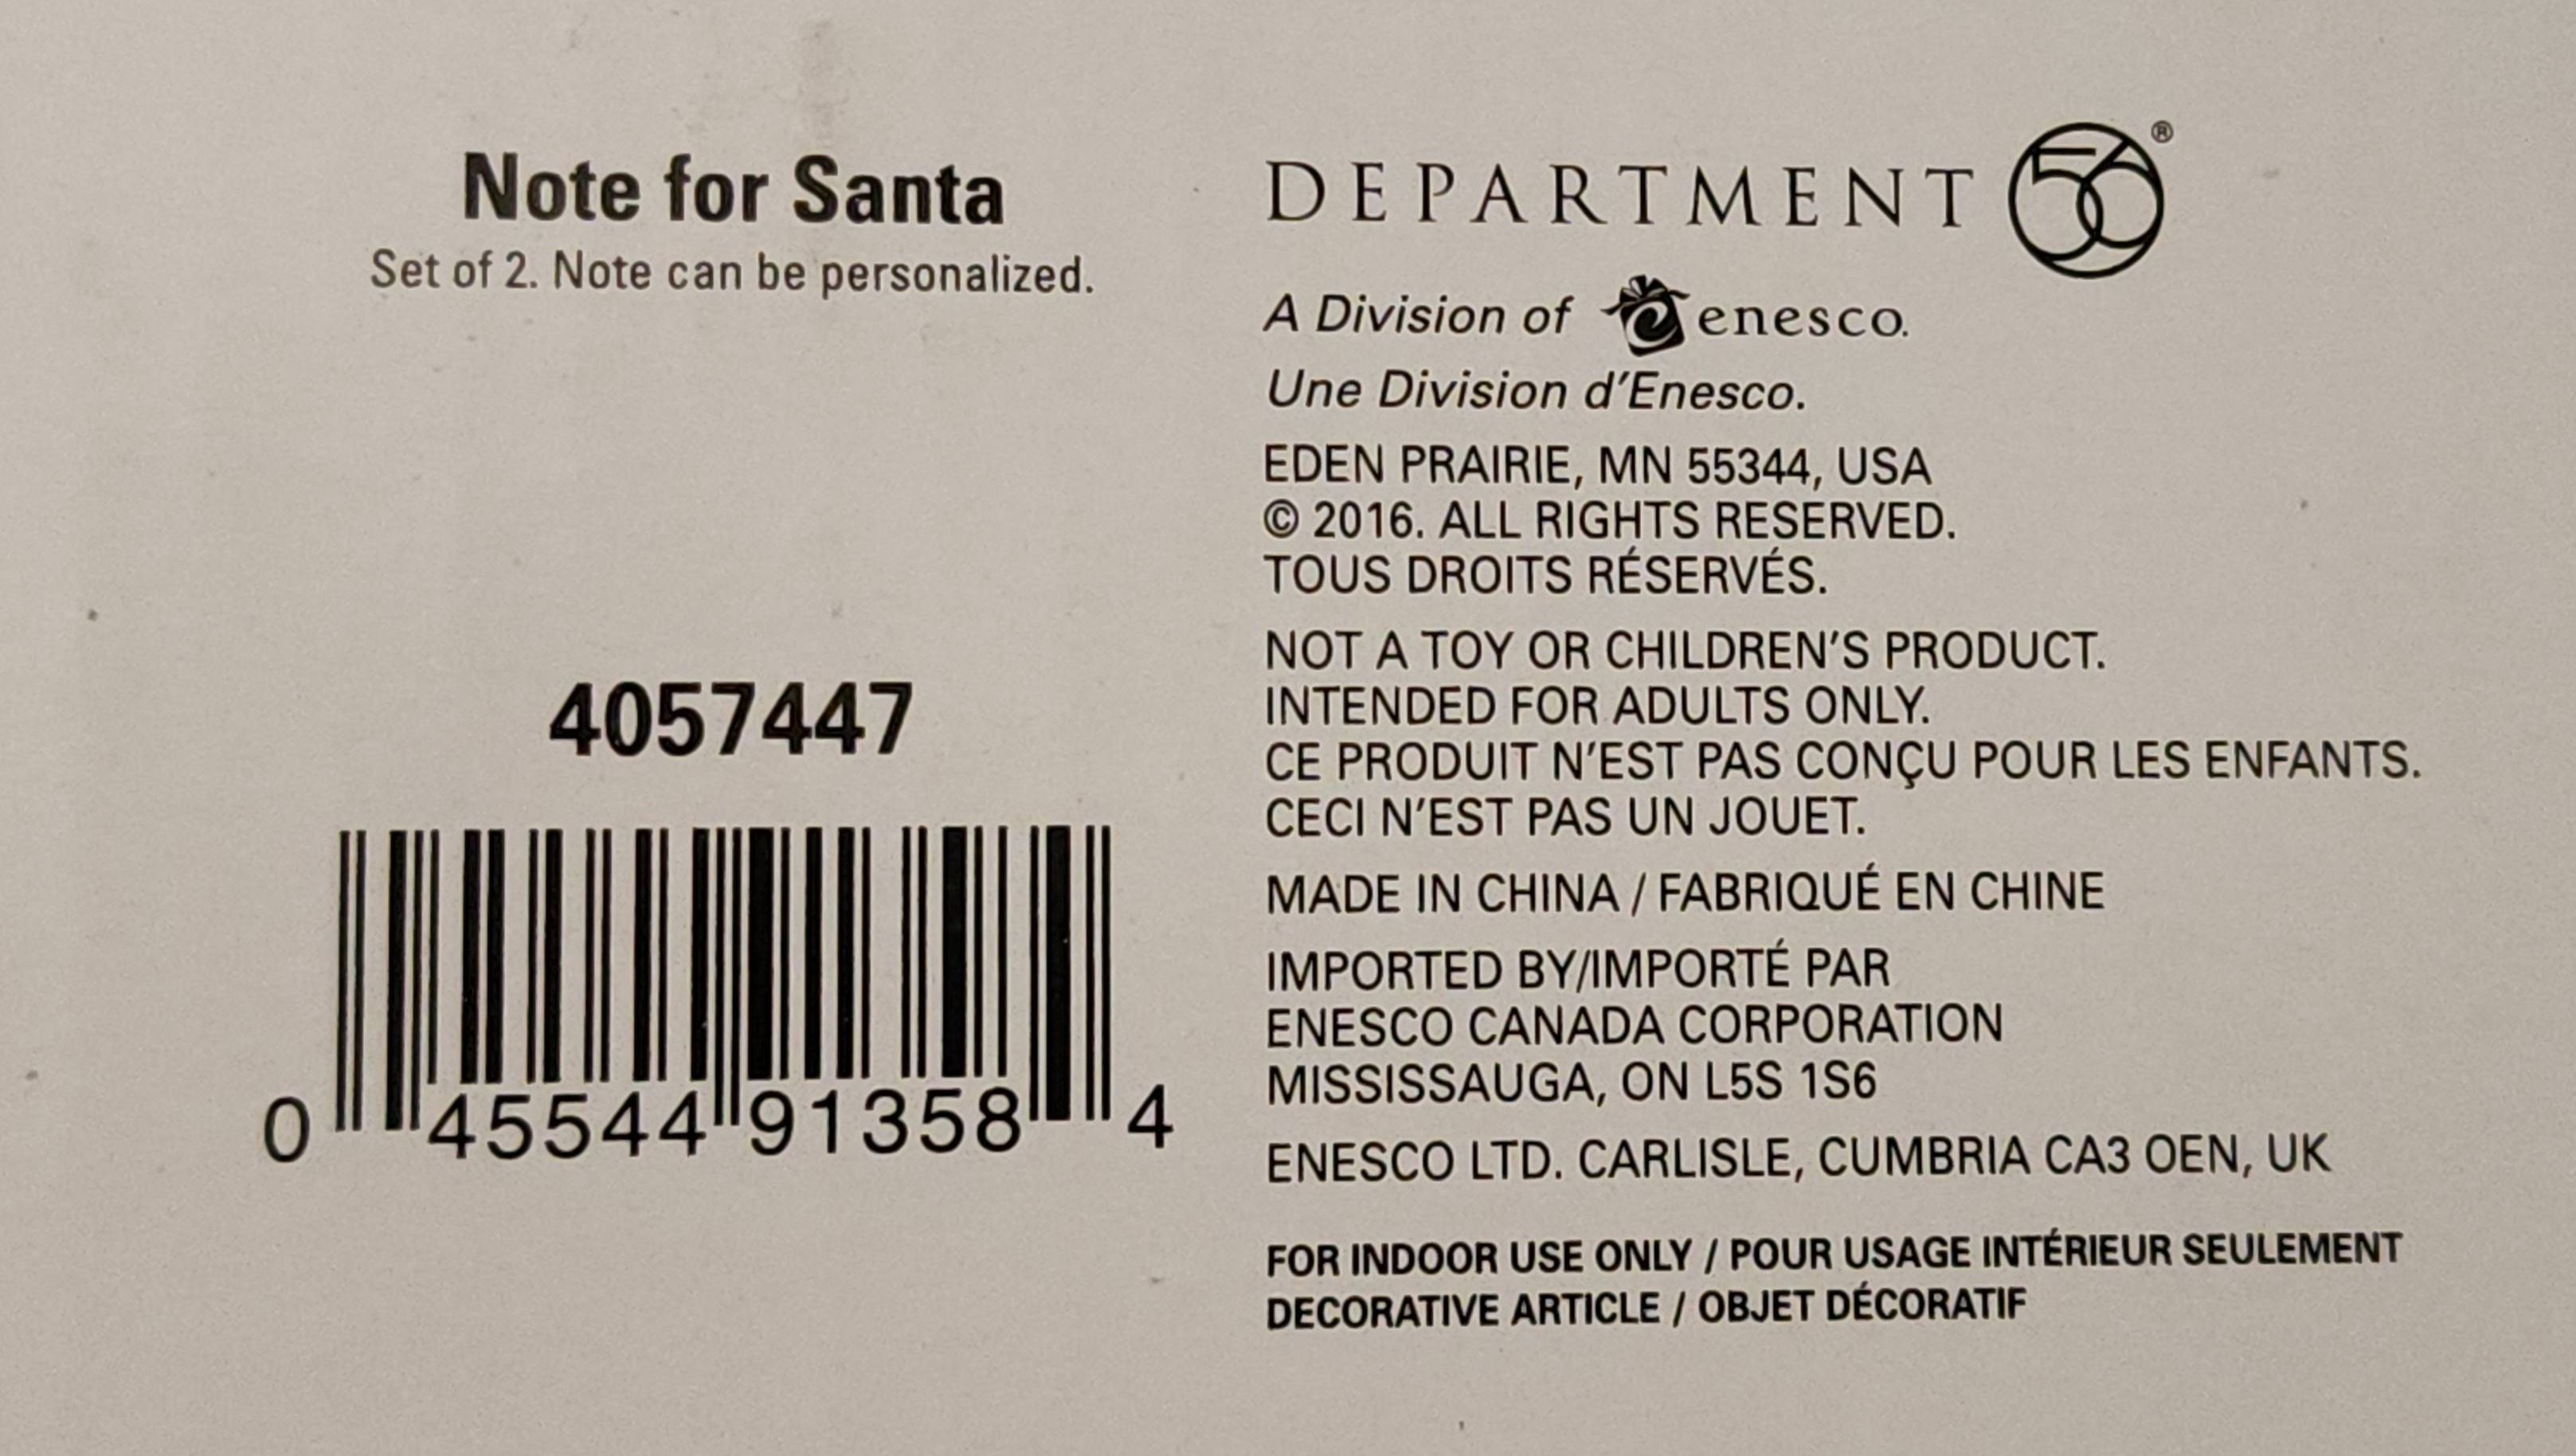 Note for Santa
Set of 2. Note can be personalized.
4057447
0 45544 91358 4
DEPARTMENT 56®
A Division of enesco.
Une Division d'Enesco.
EDEN PRAIRIE, MN 55344, USA
© 2016. ALL RIGHTS RESERVED.
TOUS DROITS RÉSERVÉS.
NOT A TOY OR CHILDREN'S PRODUCT.
INTENDED FOR ADULTS ONLY.
CE PRODUIT N'EST PAS CONÇU POUR LES ENFANTS.
CECI N'EST PAS UN JOUET.
MADE IN CHINA / FABRIQUÉ EN CHINE
IMPORTED BY/IMPORTÉ PAR
ENESCO CANADA CORPORATION
MISSISSAUGA, ON L5S 1S6
ENESCO LTD. CARLISLE, CUMBRIA CA3 OEN, UK
FOR INDOOR USE ONLY / POUR USAGE INTÉRIEUR SEULEMENT
DECORATIVE ARTICLE / OBJET DÉCORATIF